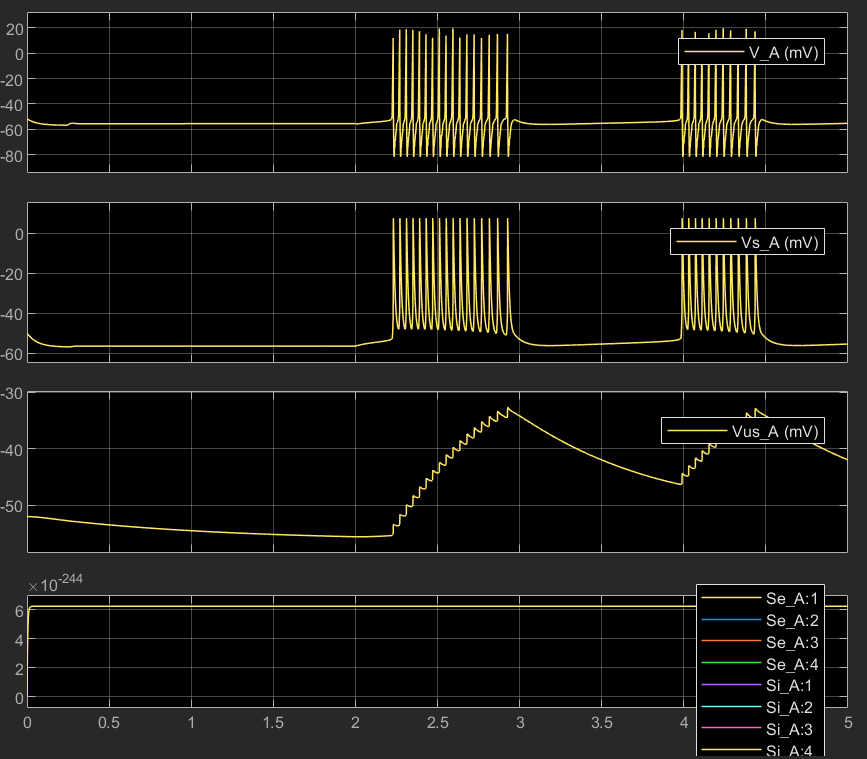 20
0
-20
-40
-60
-80
V_A (mV)
0
-20
-40
-60
Vs_A (mV)
-30
-40
-50
Vus_A (mV)
×10-244
6
4
2
0
Se_A:1
Se_A:2
Se_A:3
Se_A:4
Si_A:1
Si_A:2
Si_A:3
Si_A:4
0 0.5 1 1.5 2 2.5 3 3.5 4 5